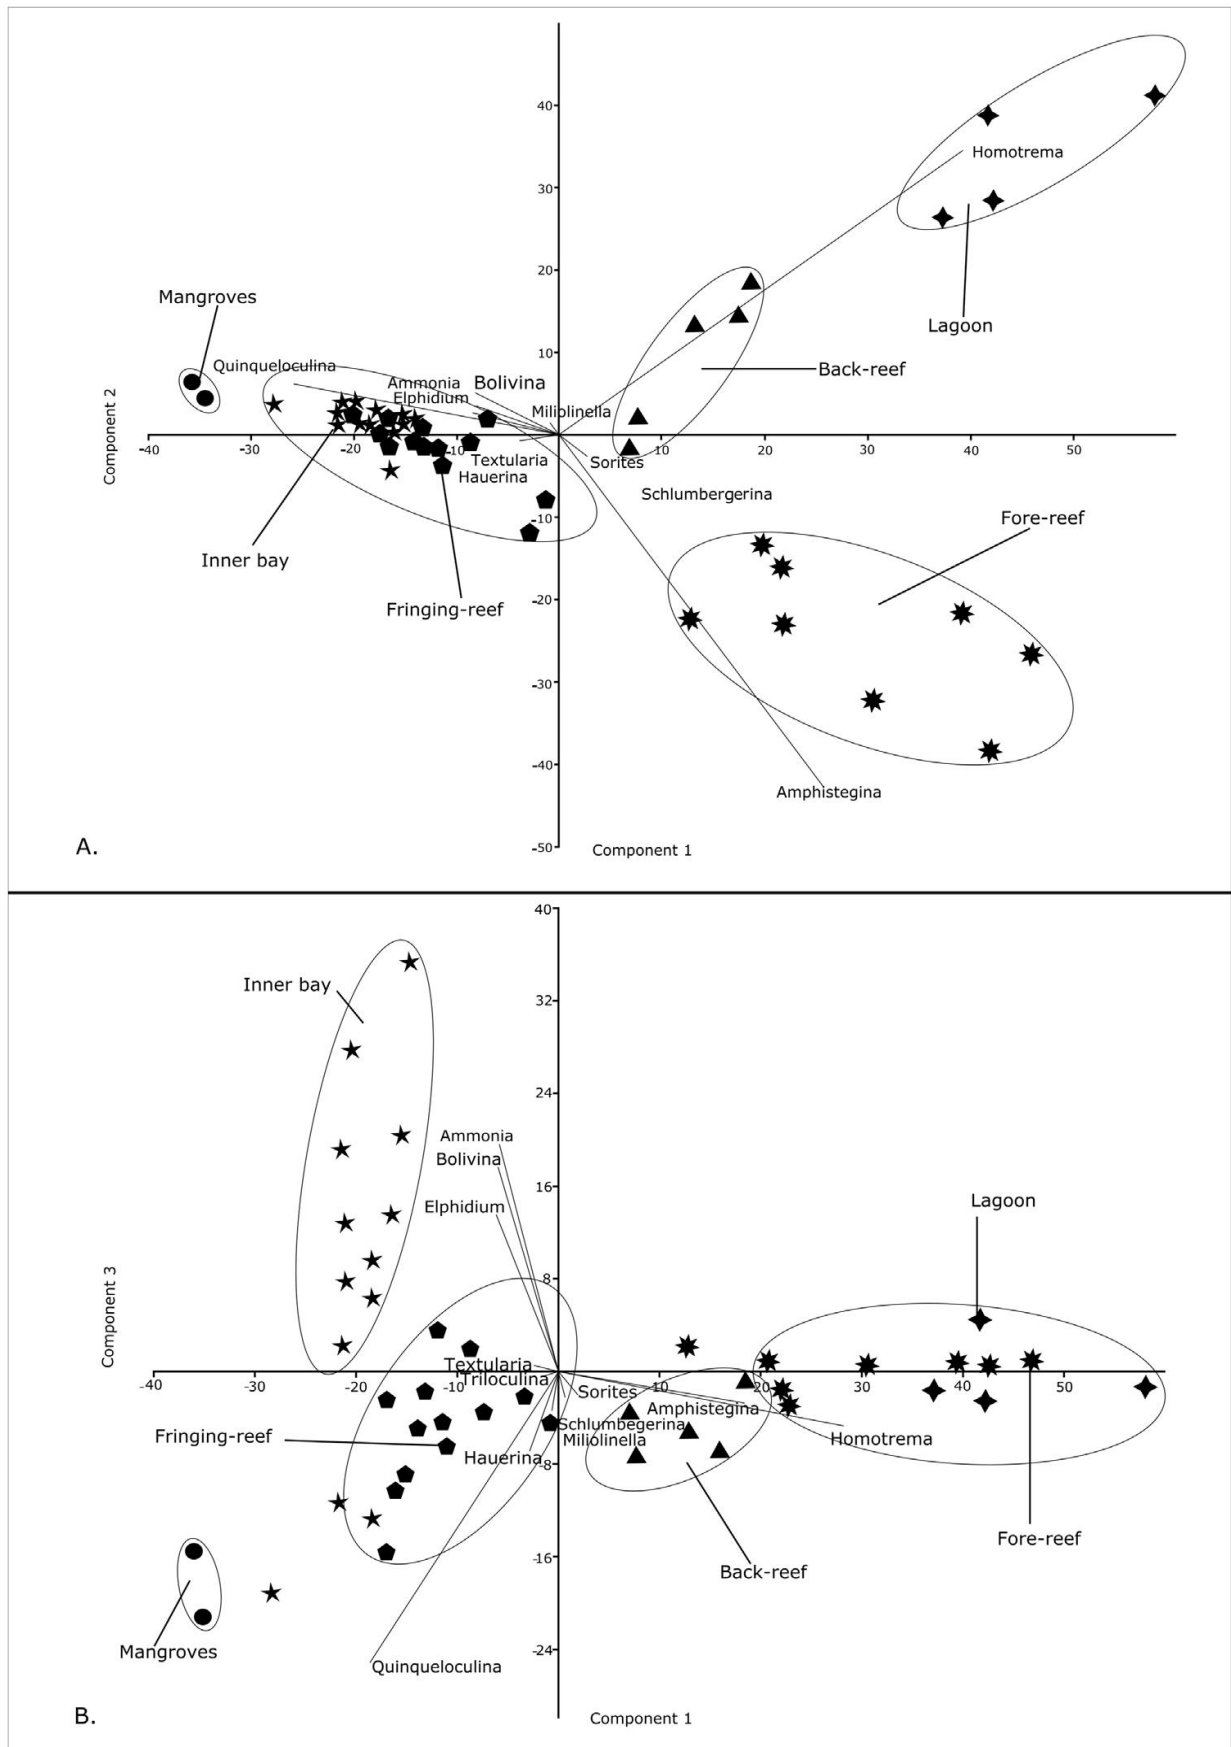 40
Homotrema
30
20
Mangroves
Lagoon
Quinqueloculina
10
Back-reef
Ammonia
Bolivina
Elphidium
Miliolinella
Component 2
-40
-30
-20
-10
10
20
30
40
50
Textularia
Sorites
Hauerina
Schlumbergerina
-10
Fore-reef
Inner bay
Fringing-reef
-20
-30
-40
Amphistegina
A.
-50
Component 1
40
Inner bay
32
24
Ammonia
Bolivina
16
Elphidium
Lagoon
8
Component 3
Textularia
-40
-30
-20
-10
Triloculina
10
20
30
40
50
Sorites
Amphistegina
Schlumbegerina
Fringing-reef
Miliolinella
Homotrema
Hauerina
-8
Fore-reef
-16
Back-reef
Mangroves
-24
Quinqueloculina
B.
Component 1